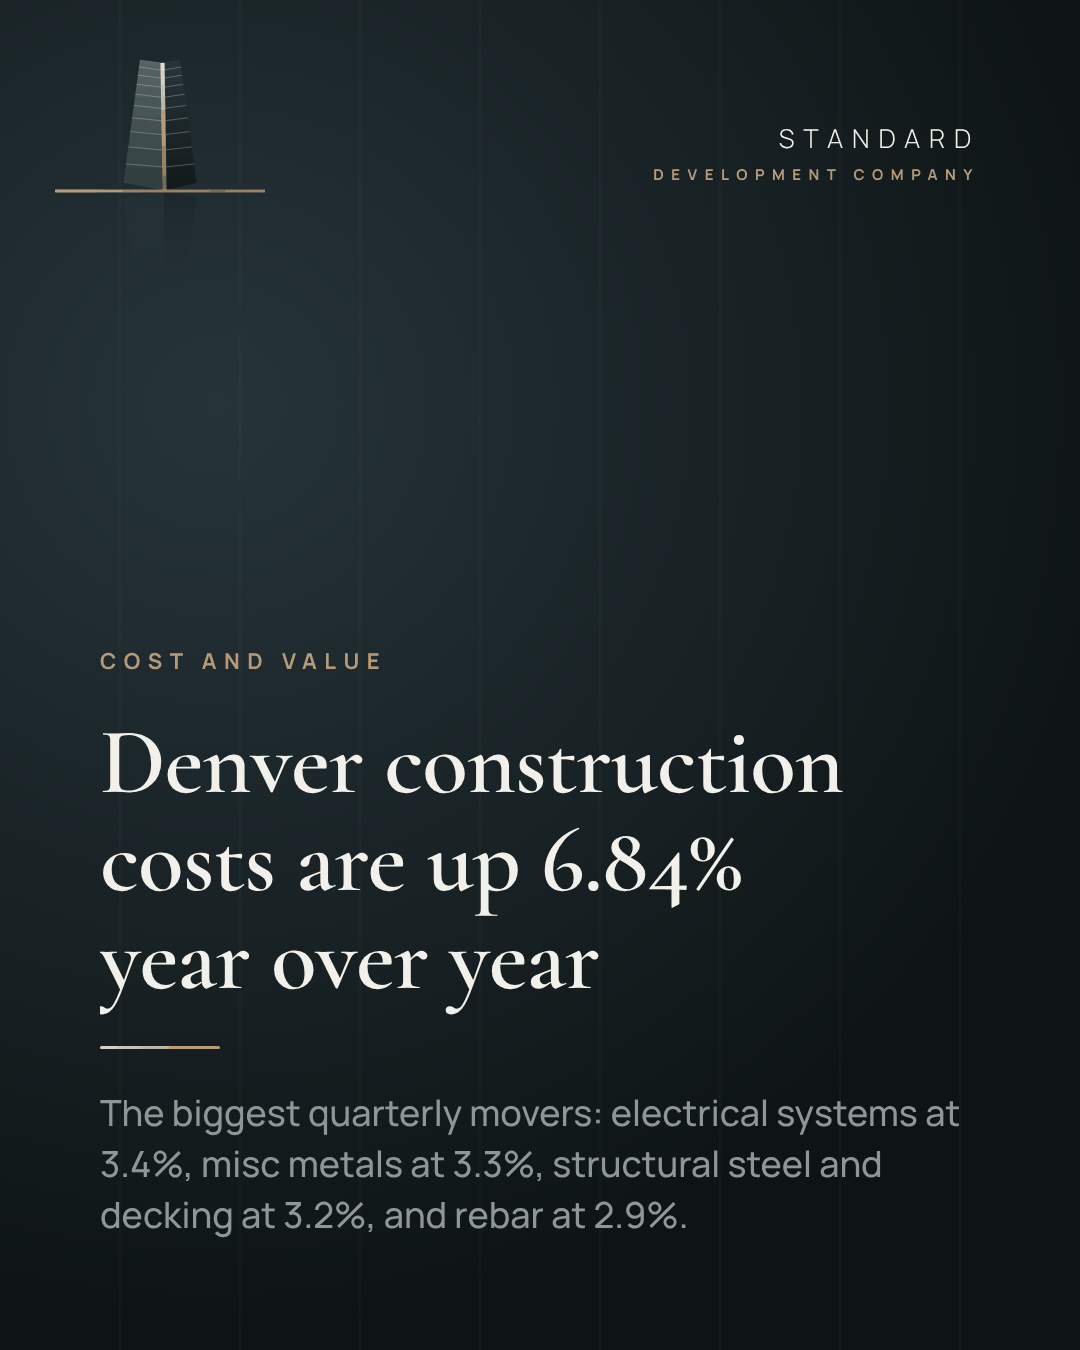 STANDARD
DEVELOPMENT COMPANY
COST AND VALUE
Denver construction
costs are up 6.84%
year over year
The biggest quarterly movers: electrical systems at
3.4%, misc metals at 3.3%, structural steel and
decking at 3.2%, and rebar at 2.9%.